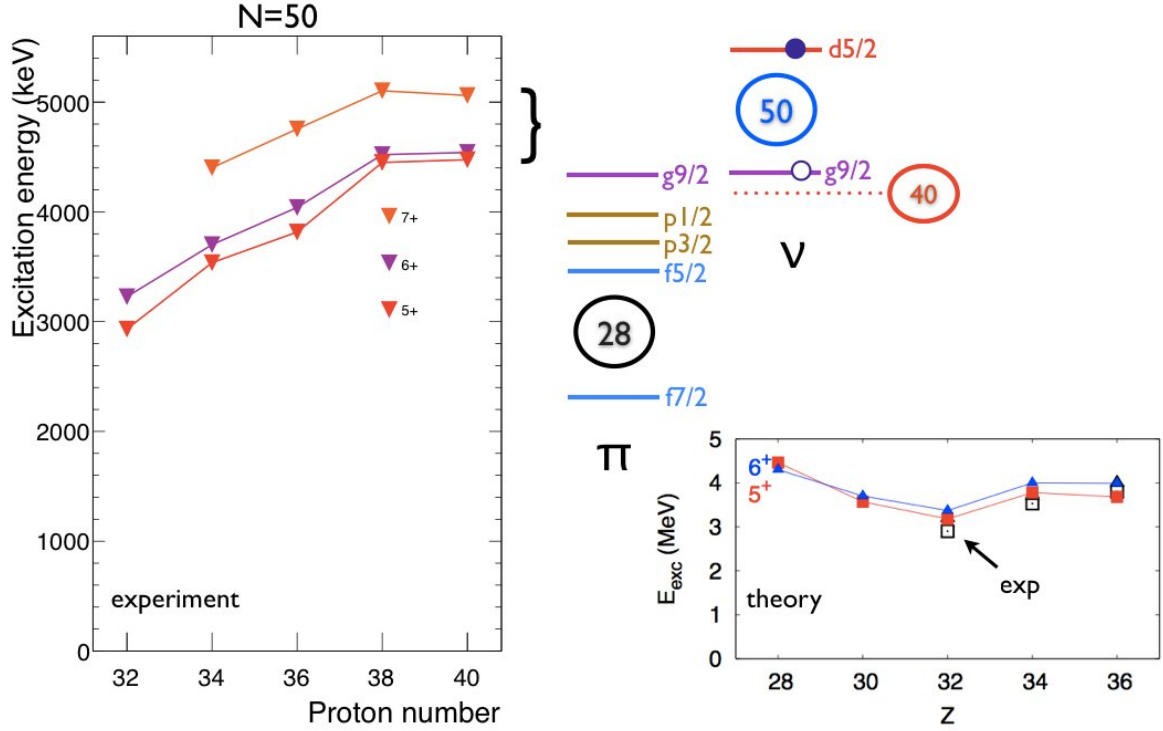 N=50
Excitation energy (keV)
5000
4000
3000
2000
1000
0
32
34
36
38
40
Proton number
7+
6+
5+
experiment
}
d5/2
50
g9/2
g9/2
40
p1/2
p3/2
ν
f5/2
28
f7/2
π
5
4
3
2
1
0
E_exc (MeV)
6⁺
5⁺
exp
theory
28
30
32
34
36
Z